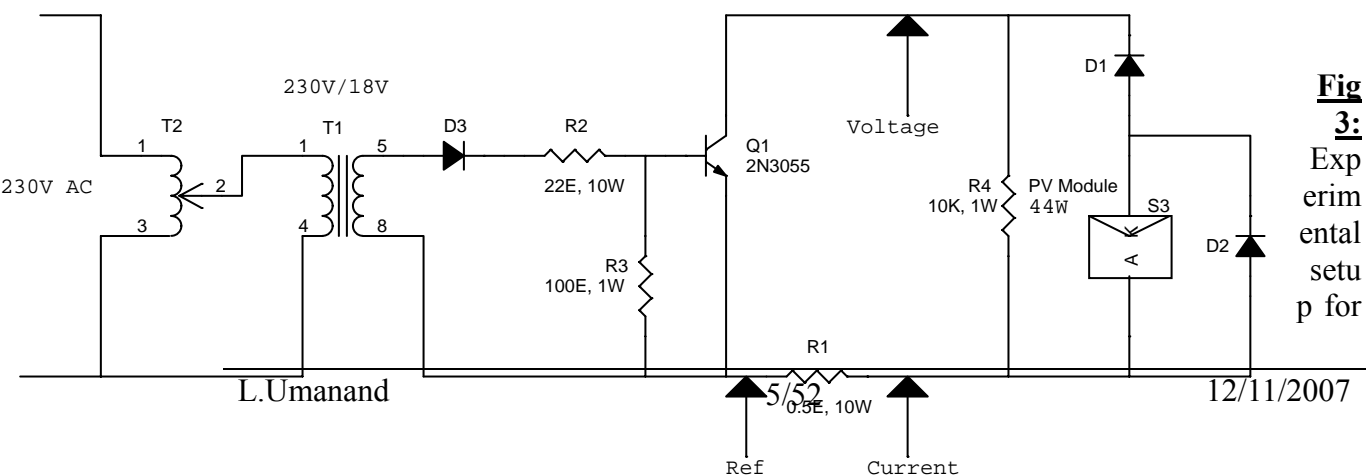 230V/18V
T2
T1
D3
R2
1
2
3
1
4
5
8
230V AC
22E, 10W
R3
100E, 1W
Q1
2N3055
Voltage
R4
10K, 1W
PV Module
44W
D1
S3
A
K
D2
Fig
3:
Exp
erim
ental
setu
p for
R1
0.5E, 10W
L.Umanand
5/52
12/11/2007
Ref
Current